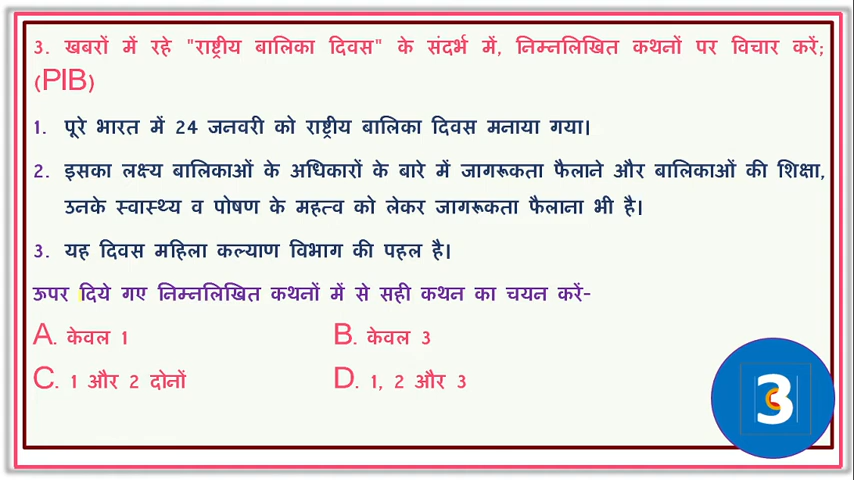 3. खबरों में रहे "राष्ट्रीय बालिका दिवस" के संदर्भ में, निम्नलिखित कथनों पर विचार करें;
(PIB)
1. पूरे भारत में 24 जनवरी को राष्ट्रीय बालिका दिवस मनाया गया।
2. इसका लक्ष्य बालिकाओं के अधिकारों के बारे में जागरूकता फैलाने और बालिकाओं की शिक्षा,
उनके स्वास्थ्य व पोषण के महत्व को लेकर जागरूकता फैलाना भी है।
3. यह दिवस महिला कल्याण विभाग की पहल है।
ऊपर दिये गए निम्नलिखित कथनों में से सही कथन का चयन करें-
A. केवल 1 B. केवल 3
C. 1 और 2 दोनों D. 1, 2 और 3
3